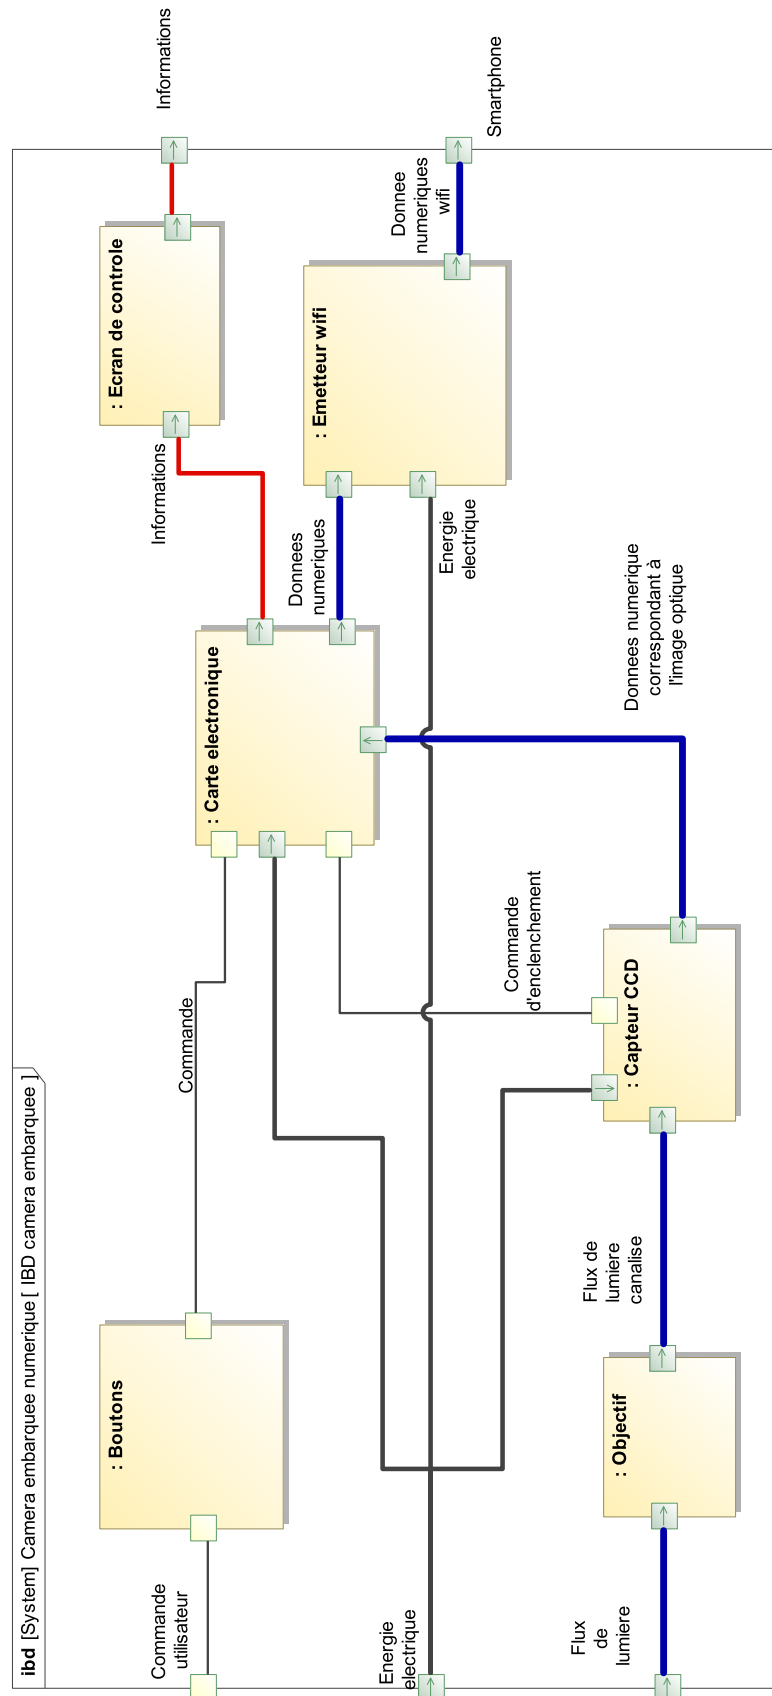 ibd [System] Camera embarquee numerique [ IBD camera embarquee ]
Commande
utilisateur
: Boutons
Commande
: Carte electronique
Informations
: Ecran de controle
Informations
Donnees
numeriques
: Emetteur wifi
Donnee
numeriques
wifi
Smartphone
Energie
electrique
Energie
electrique
Commande
d'enclenchement
Flux
de
lumiere
: Objectif
Flux de
lumiere
canalise
: Capteur CCD
Donnees numerique
correspondant à
l'image optique